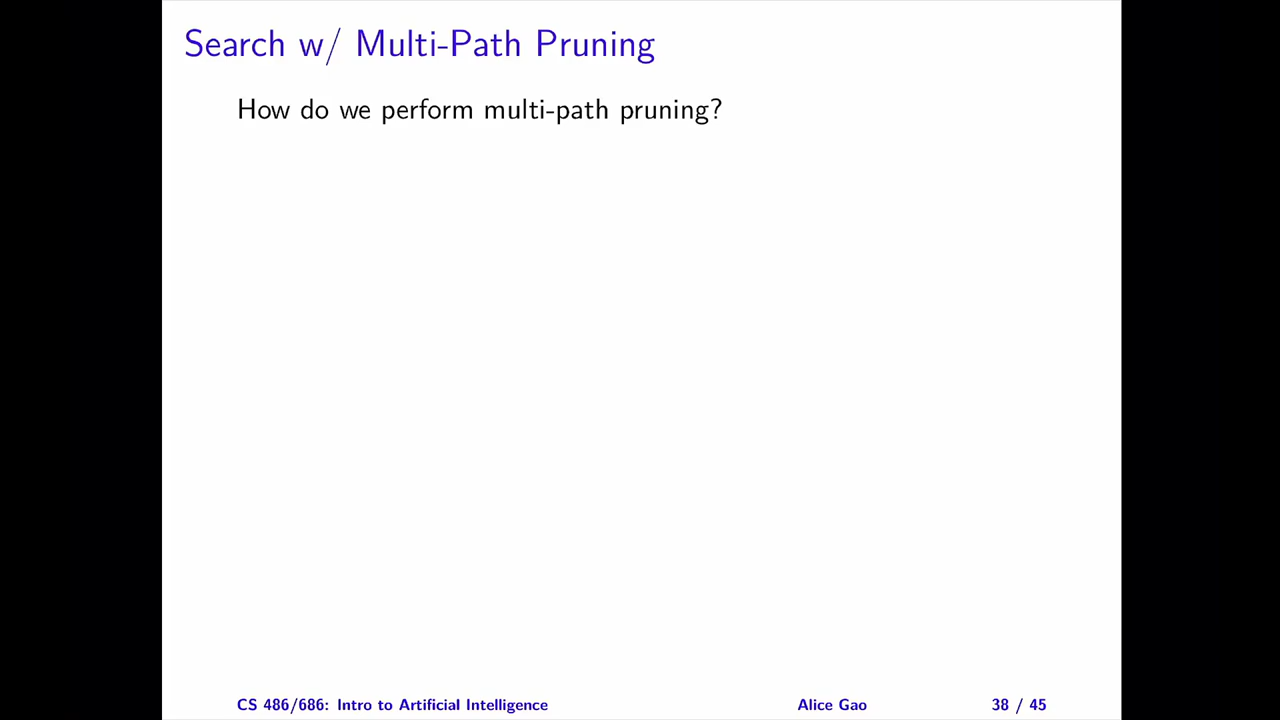 Search w/ Multi-Path Pruning
How do we perform multi-path pruning?
CS 486/686: Intro to Artificial Intelligence Alice Gao 38 / 45